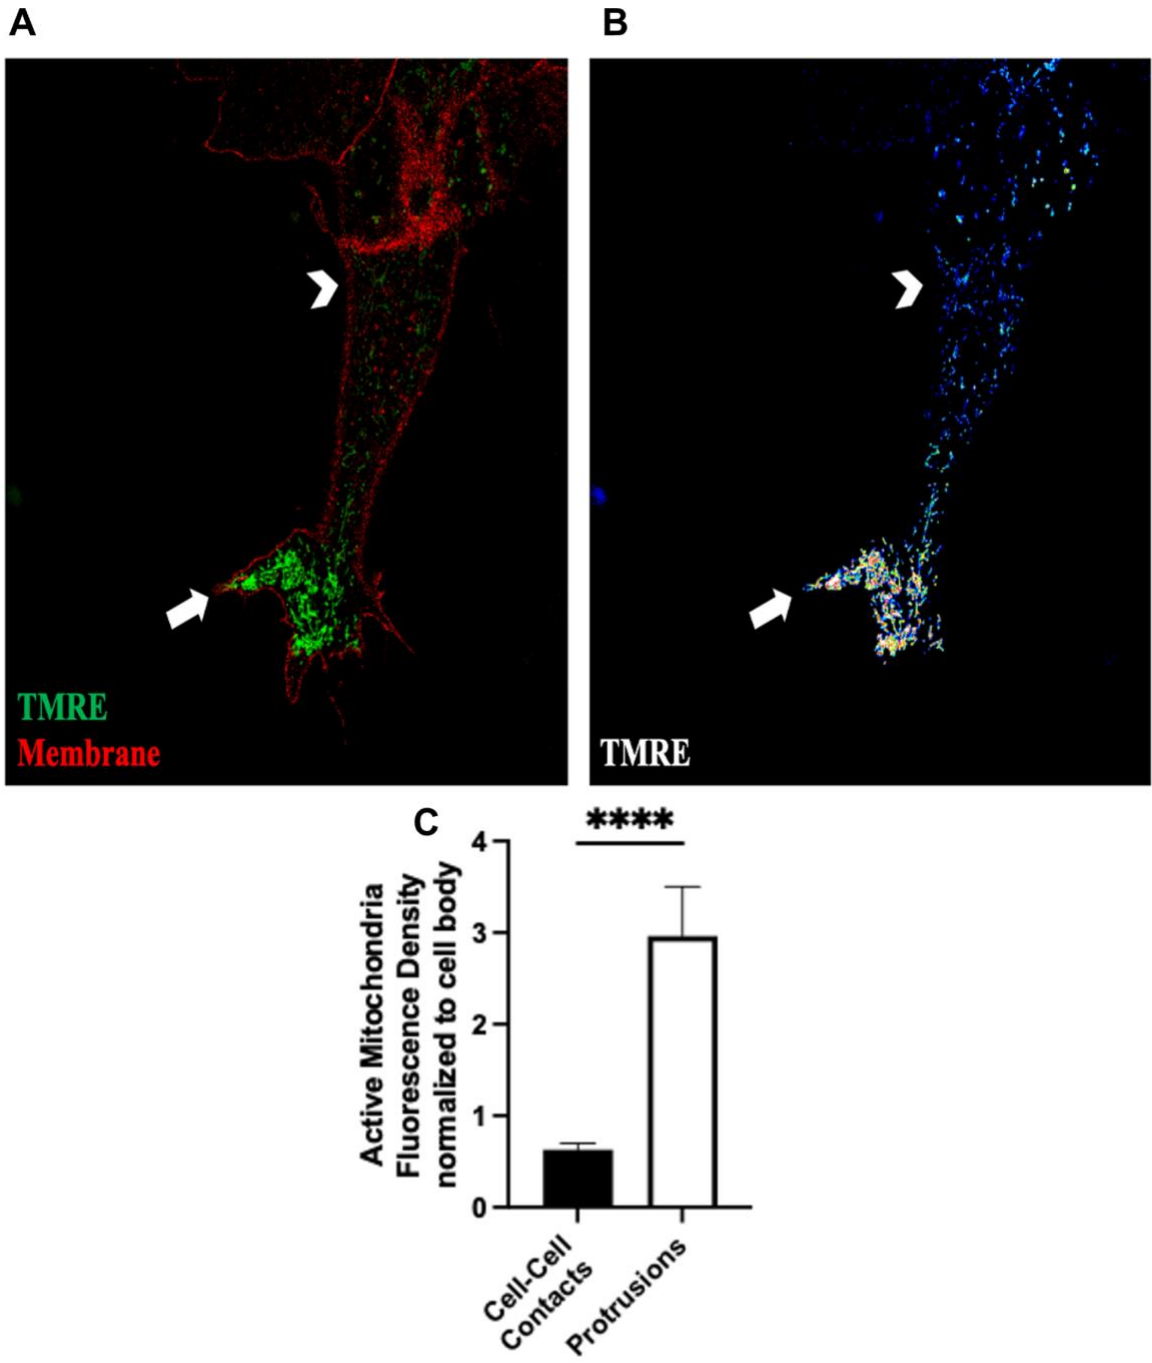 A
B
TMRE
Membrane
TMRE
C
****
4
3
2
1
0
Active Mitochondria
Fluorescence Density
normalized to cell body
Cell-Cell
Contacts
Protrusions